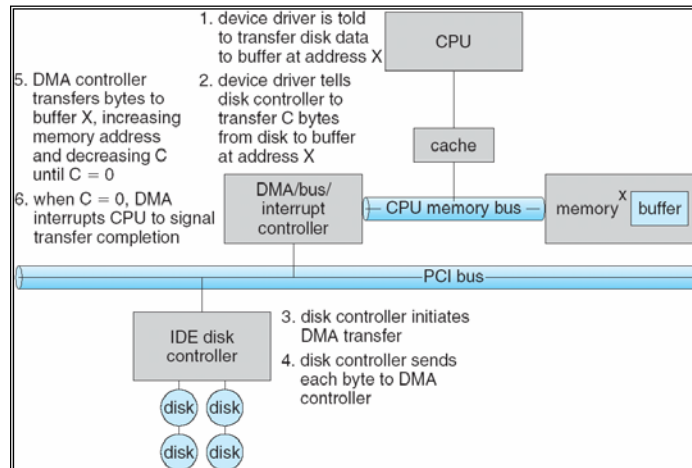 1. device driver is told
to transfer disk data
to buffer at address X
2. device driver tells
disk controller to
transfer C bytes
from disk to buffer
at address X
5. DMA controller
transfers bytes to
buffer X, increasing
memory address
and decreasing C
until C = 0
6. when C = 0, DMA
interrupts CPU to signal
transfer completion
CPU
cache
DMA/bus/
interrupt
controller
CPU memory bus
memory
X
buffer
PCI bus
IDE disk
controller
3. disk controller initiates
DMA transfer
4. disk controller sends
each byte to DMA
controller
disk
disk
disk
disk